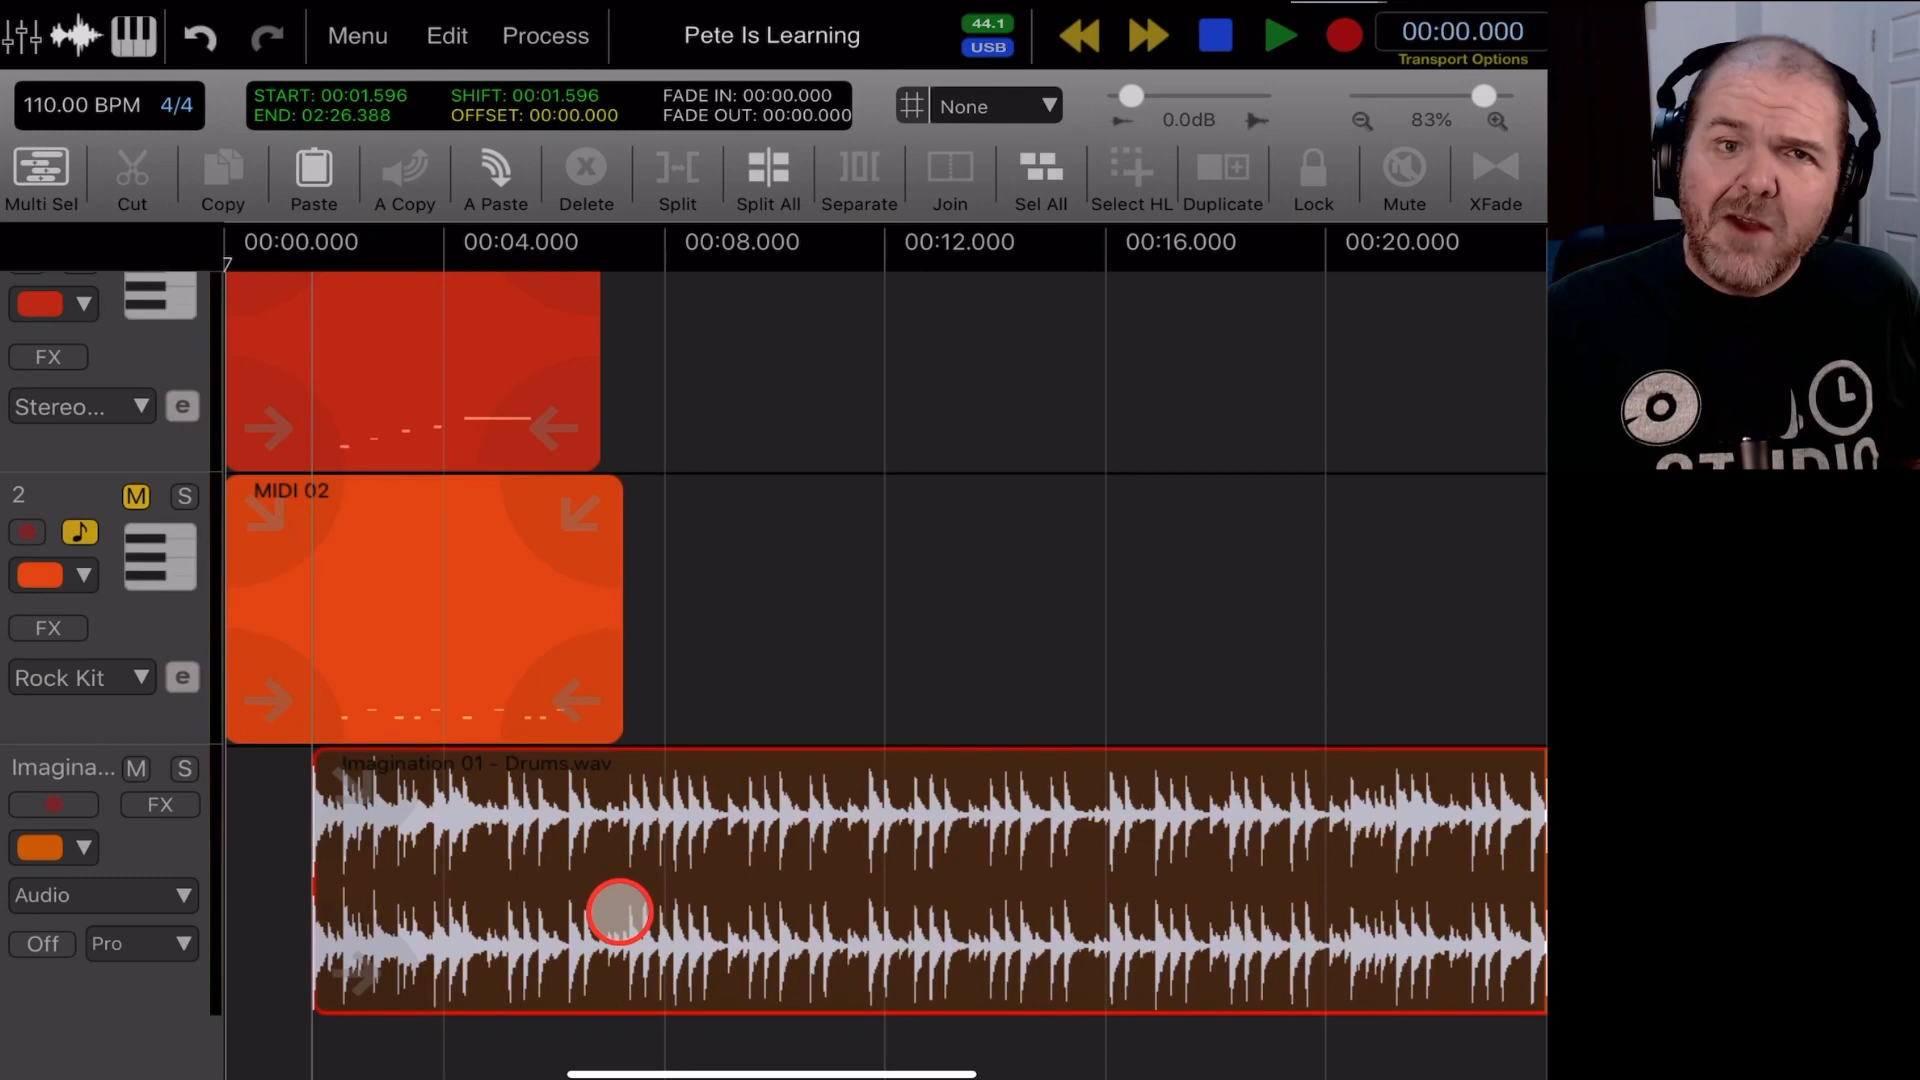 Menu Edit Process Pete Is Learning 44.1 USB 00:00.000
Transport Options
110.00 BPM 4/4 START: 00:01.596 SHIFT: 00:01.596 FADE IN: 00:00.000 None
END: 02:26.388 OFFSET: 00:00.000 FADE OUT: 00:00.000 0.0dB 83%
Multi Sel Cut Copy Paste A Copy A Paste Delete Split Split All Separate Join Sel All Select HL Duplicate Lock Mute XFade
00:00.000 00:04.000 00:08.000 00:12.000 00:16.000 00:20.000
7
FX
Stereo... e
2 M S MIDI 02
FX
Rock Kit e
Imagina... M S Imagination 01 - Drums.wav
FX
Audio
Off Pro
STUDIO